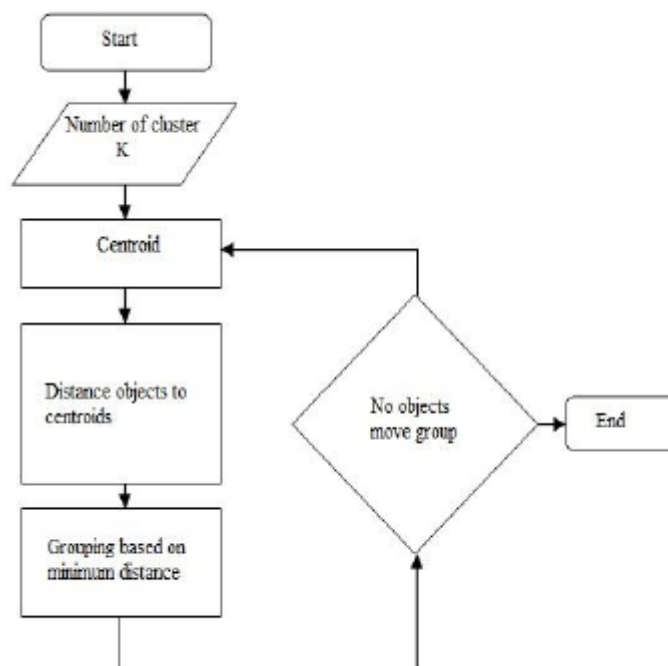 Start
Number of cluster
K
Centroid
Distance objects to
centroids
Grouping based on
minimum distance
No objects
move group
End